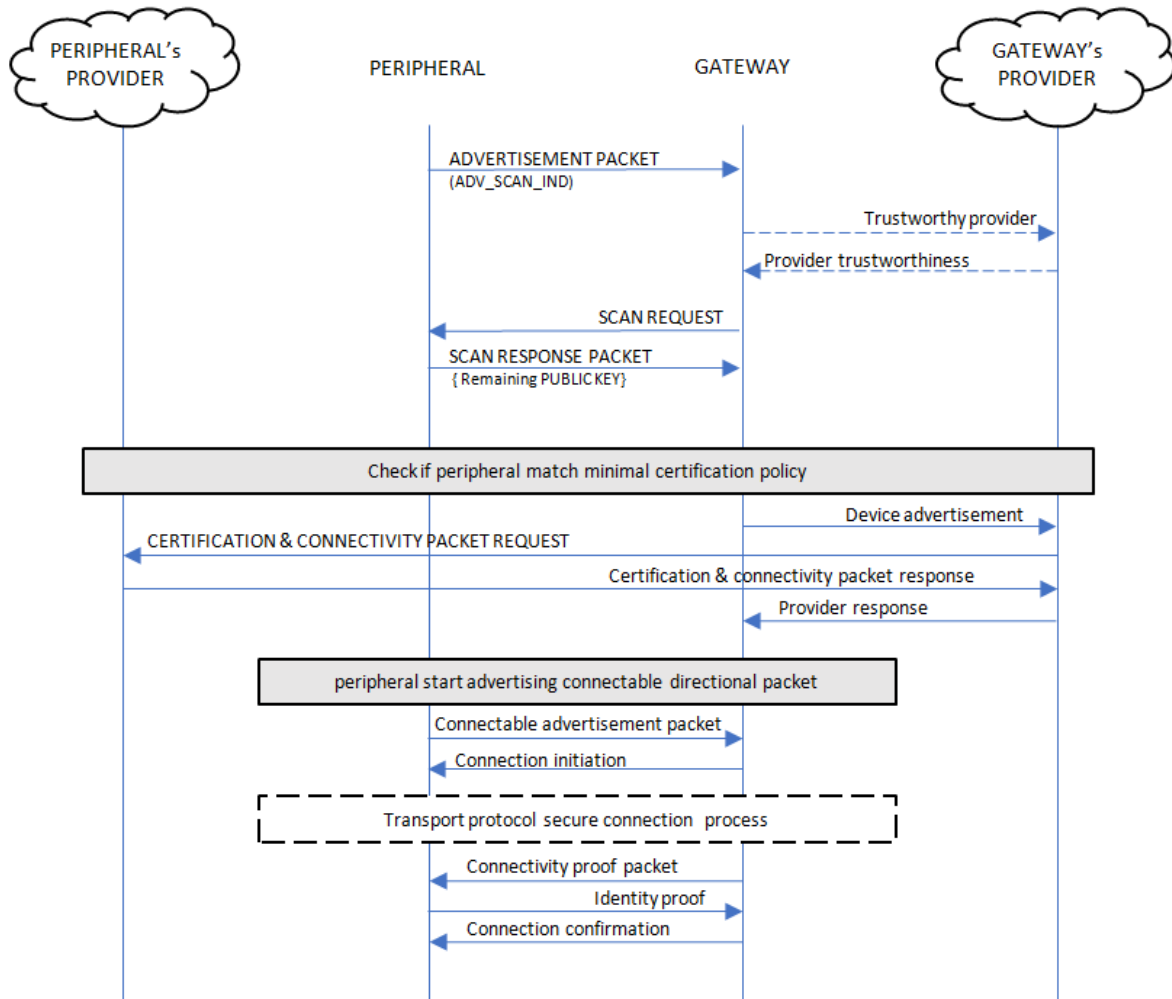 PERIPHERAL's
PROVIDER
PERIPHERAL
GATEWAY
GATEWAY's
PROVIDER
ADVERTISEMENT PACKET
(ADV_SCAN_IND)
Trustworthy provider
Provider trustworthiness
SCAN REQUEST
SCAN RESPONSE PACKET
{ Remaining PUBLIC KEY}
Check if peripheral match minimal certification policy
Device advertisement
CERTIFICATION & CONNECTIVITY PACKET REQUEST
Certification & connectivity packet response
Provider response
peripheral start advertising connectable directional packet
Connectable advertisement packet
Connection initiation
Transport protocol secure connection process
Connectivity proof packet
Identity proof
Connection confirmation